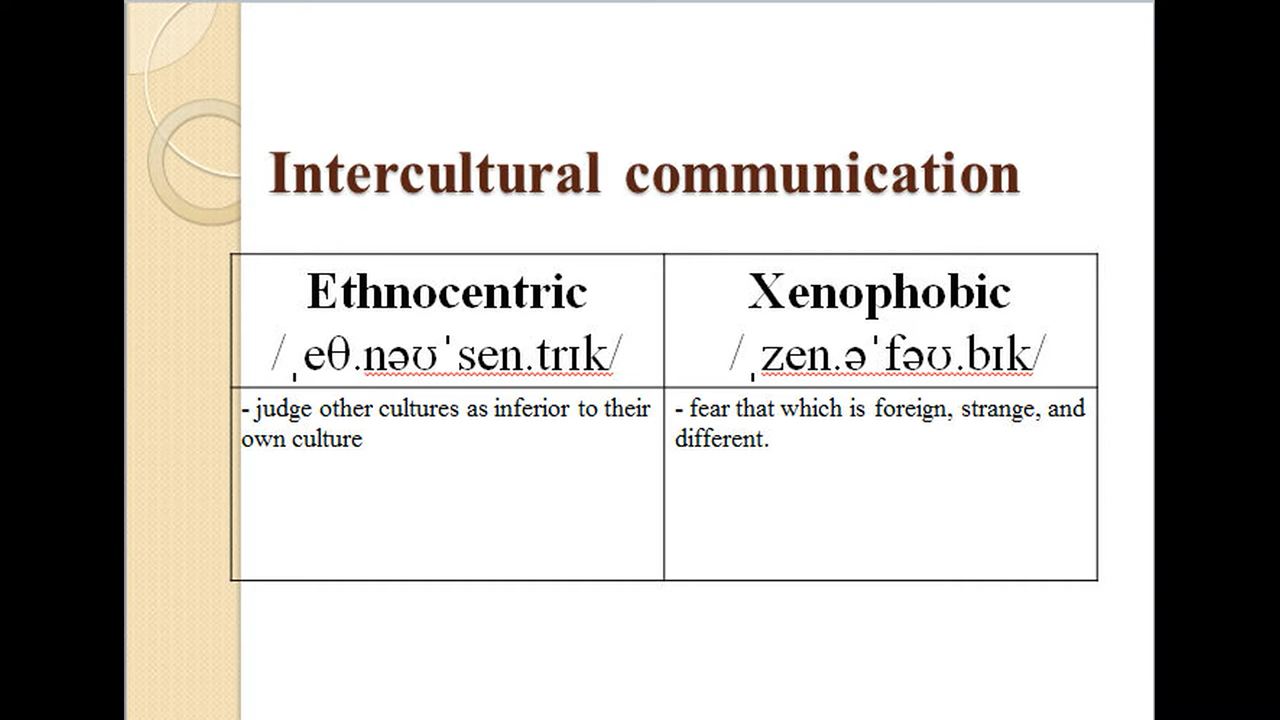 Intercultural communication
Ethnocentric
/ˌeθ.nəʊˈsen.trɪk/
Xenophobic
/ˌzen.əˈfəʊ.bɪk/
- judge other cultures as inferior to their
own culture
- fear that which is foreign, strange, and
different.